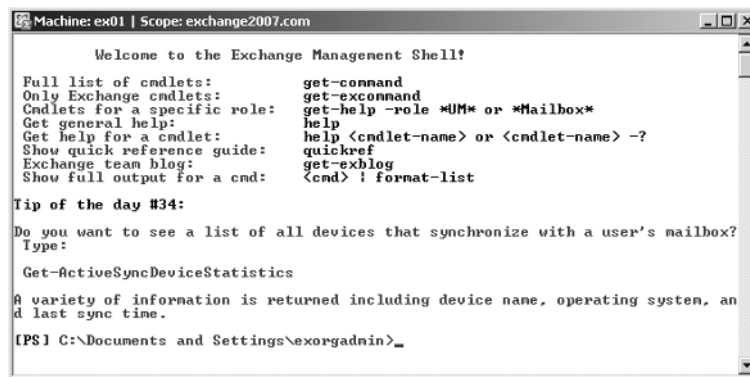 Machine: ex01 | Scope: exchange2007.com
Welcome to the Exchange Management Shell!
Full list of cmdlets: get-command
Only Exchange cmdlets: get-excommand
Cmdlets for a specific role: get-help -role *UM* or *Mailbox*
Get general help: help
Get help for a cmdlet: help <cmdlet-name> or <cmdlet-name> -?
Show quick reference guide: quickref
Exchange team blog: get-exblog
Show full output for a cmd: <cmd> | format-list
Tip of the day #34:
Do you want to see a list of all devices that synchronize with a user's mailbox?
Type:
Get-ActiveSyncDeviceStatistics
A variety of information is returned including device name, operating system, an
d last sync time.
[PS] C:\Documents and Settings\exorgadmin>_